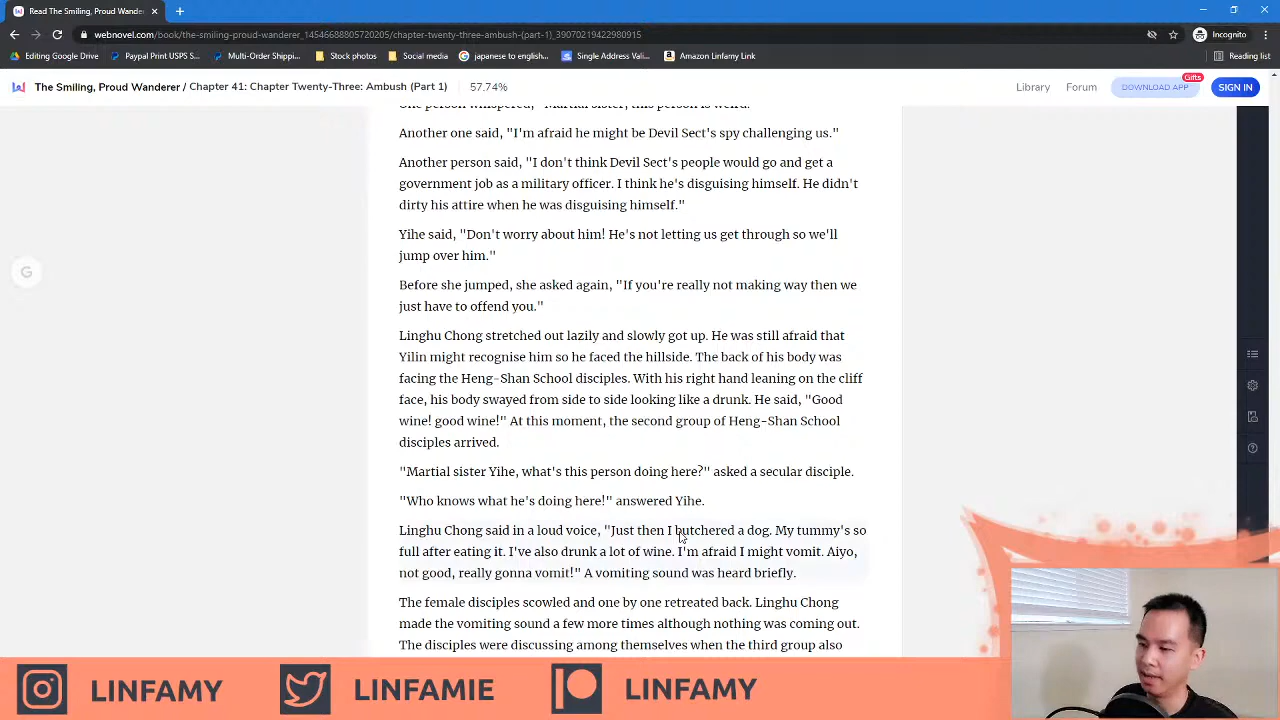 Read The Smiling, Proud Wande
Incognito
webnovel.com/book/the-smiling-proud-wanderer_14546688805720205/chapter-twenty-three-ambush-(part-1)_39070219422980915
Editing Google Drive
Paypal Print USPS S...
Multi-Order Shippi...
Stock photos
Social media
japanese to english...
Single Address Vali...
Amazon Linfamy Link
Reading list
The Smiling, Proud Wanderer / Chapter 41: Chapter Twenty-Three: Ambush (Part 1)
57.74%
Library
Forum
DOWNLOAD APP
Gifts
SIGN IN
One person whispered, "Martial sister, this person is weird."
Another one said, "I'm afraid he might be Devil Sect's spy challenging us."
Another person said, "I don't think Devil Sect's people would go and get a
government job as a military officer. I think he's disguising himself. He didn't
dirty his attire when he was disguising himself."
Yihe said, "Don't worry about him! He's not letting us get through so we'll
jump over him."
Before she jumped, she asked again, "If you're really not making way then we
just have to offend you."
Linghu Chong stretched out lazily and slowly got up. He was still afraid that
Yilin might recognise him so he faced the hillside. The back of his body was
facing the Heng-Shan School disciples. With his right hand leaning on the cliff
face, his body swayed from side to side looking like a drunk. He said, "Good
wine! good wine!" At this moment, the second group of Heng-Shan School
disciples arrived.
"Martial sister Yihe, what's this person doing here?" asked a secular disciple.
"Who knows what he's doing here!" answered Yihe.
Linghu Chong said in a loud voice, "Just then I butchered a dog. My tummy's so
full after eating it. I've also drunk a lot of wine. I'm afraid I might vomit. Aiyo,
not good, really gonna vomit!" A vomiting sound was heard briefly.
The female disciples scowled and one by one retreated back. Linghu Chong
made the vomiting sound a few more times although nothing was coming out.
The disciples were discussing among themselves when the third group also
G
LINFAMY
LINFAMIE
LINFAMY